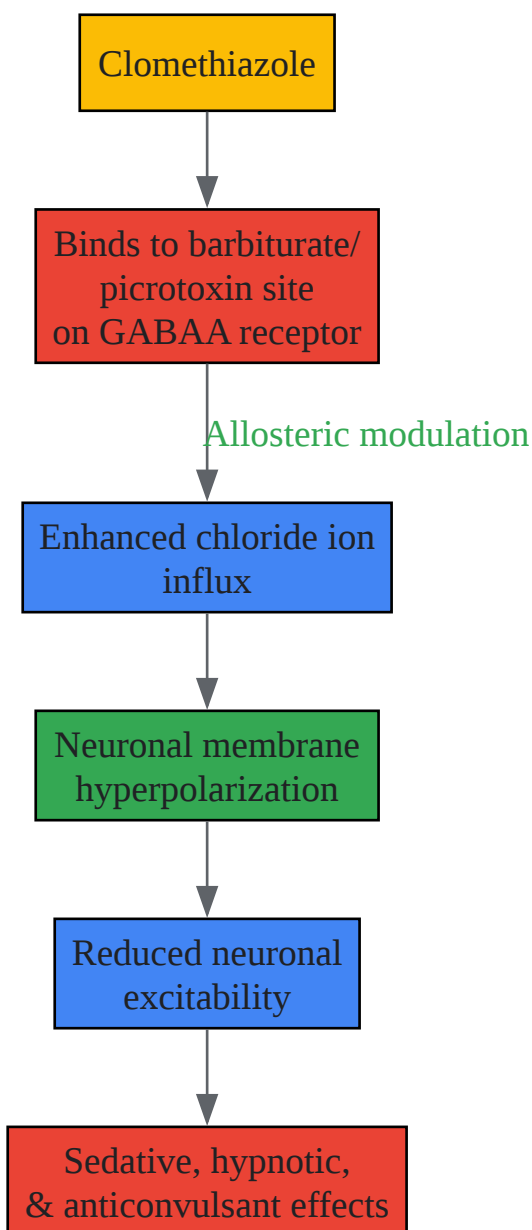 Clomethiazole
Binds to barbiturate/
picrotoxin site
on GABAA receptor
Allosteric modulation
Enhanced chloride ion
influx
Neuronal membrane
hyperpolarization
Reduced neuronal
excitability
Sedative, hypnotic,
& anticonvulsant effects